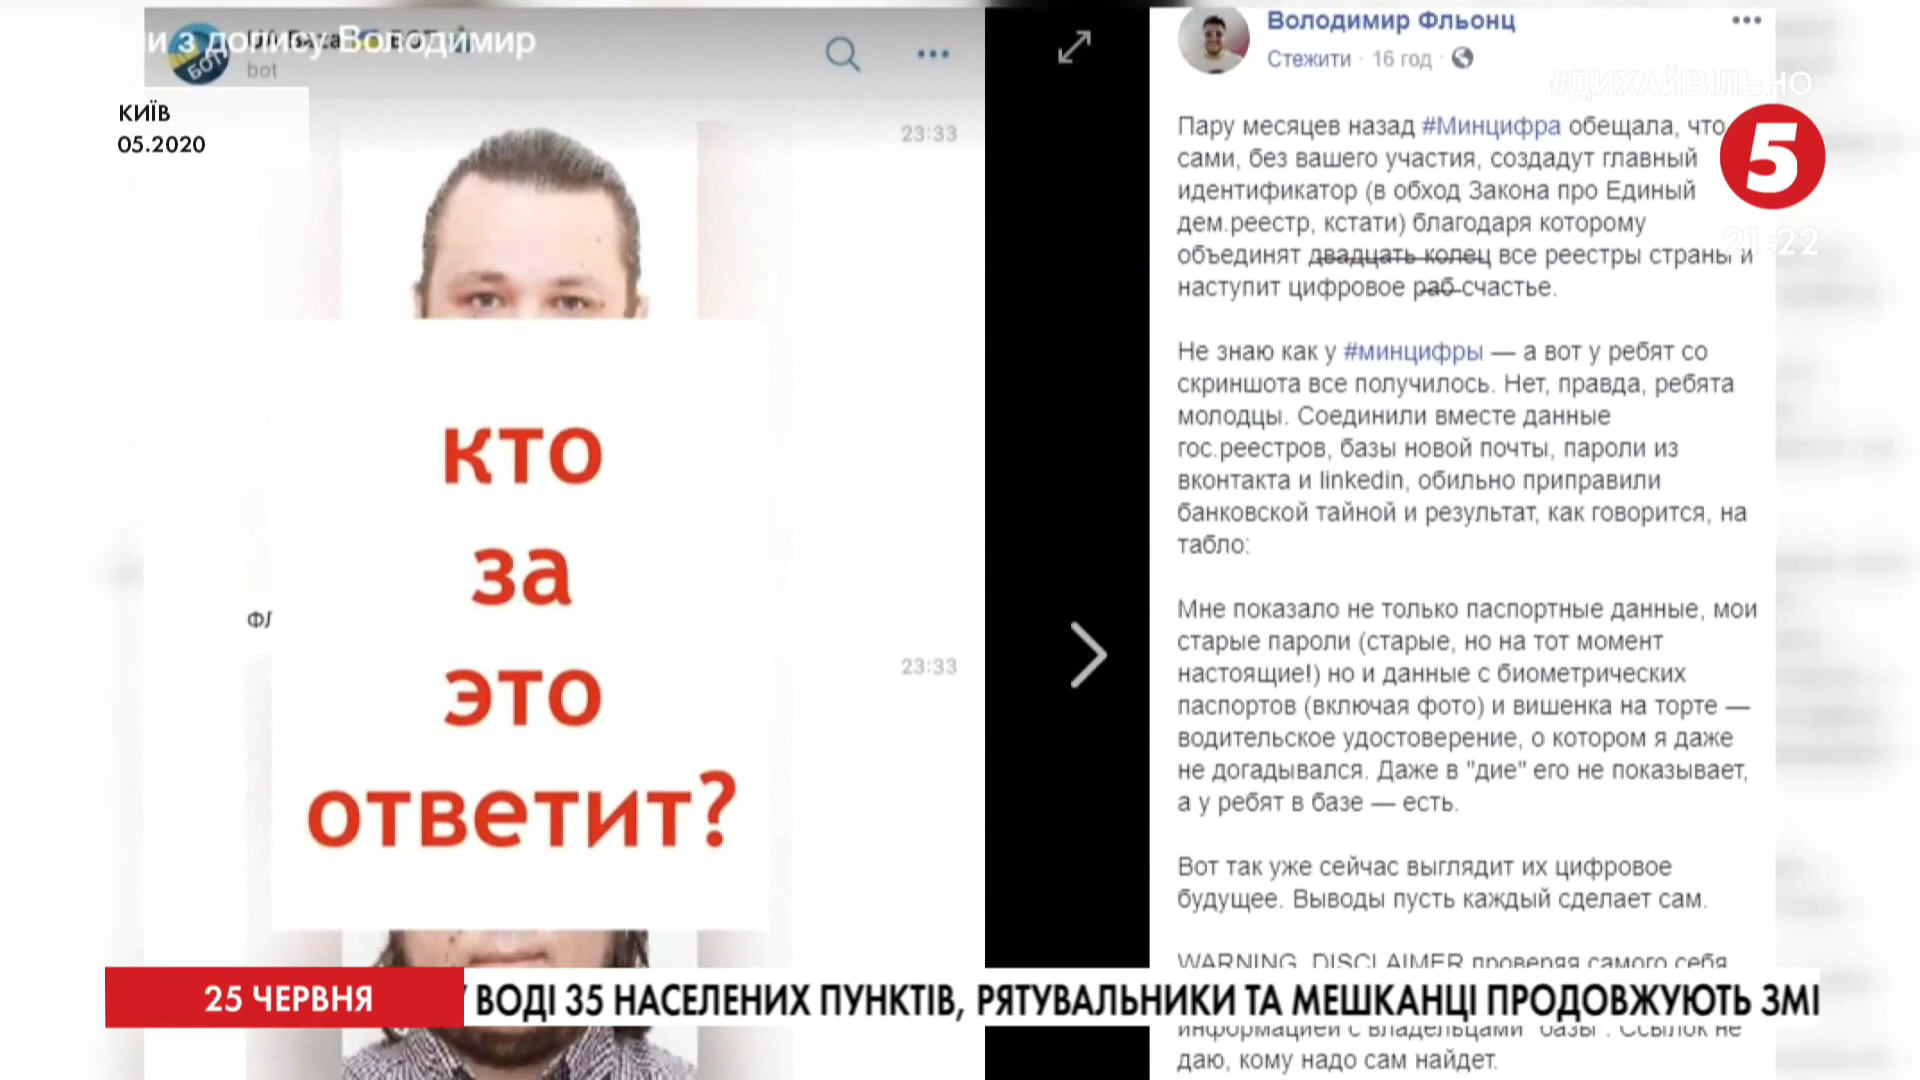 и з допису Володимир
bot
БОТ
КИЇВ
05.2020
23:33
кто
за
это
ответит?
23:33
Володимир Фльонц
Стежити · 16 год ·
#ДИХАЙВІЛЬНО
5
21:22
Пару месяцев назад #Минцифра обещала, что
сами, без вашего участия, создадут главный
идентификатор (в обход Закона про Единый
дем.реестр, кстати) благодаря которому
объединят двадцать колец все реестры страны и
наступит цифровое раб счастье.
Не знаю как у #минцифры — а вот у ребят со
скриншота все получилось. Нет, правда, ребята
молодцы. Соединили вместе данные
гос.реестров, базы новой почты, пароли из
вконтакта и linkedin, обильно приправили
банковской тайной и результат, как говорится, на
табло:
Мне показало не только паспортные данные, мои
старые пароли (старые, но на тот момент
настоящие!) но и данные с биометрических
паспортов (включая фото) и вишенка на торте —
водительское удостоверение, о котором я даже
не догадывался. Даже в "дие" его не показывает,
а у ребят в базе — есть.
Вот так уже сейчас выглядит их цифровое
будущее. Выводы пусть каждый сделает сам.
WARNING, DISCLAIMER проверяя самого себя
25 ЧЕРВНЯ
У ВОДІ 35 НАСЕЛЕНИХ ПУНКТІВ, РЯТУВАЛЬНИКИ ТА МЕШКАНЦІ ПРОДОВЖУЮТЬ ЗМІ
информацией с владельцами "базы". Ссылок не
даю, кому надо сам найдет.